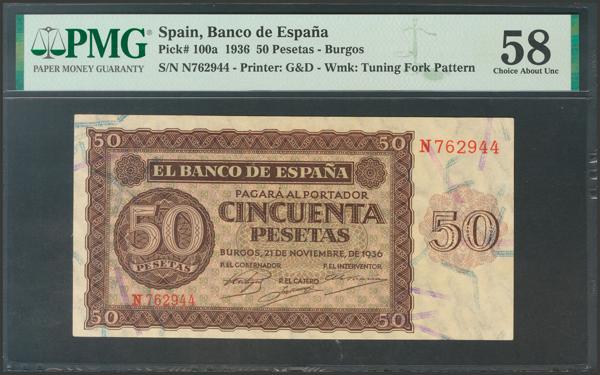 PMG
PAPER MONEY GUARANTY
Spain, Banco de España
Pick# 100a 1936 50 Pesetas - Burgos
S/N N762944 - Printer: G&D - Wmk: Tuning Fork Pattern
58
Choice About Unc
50
50
N762944
EL BANCO DE ESPAÑA
PAGARÁ AL PORTADOR
CINCUENTA
PESETAS
BURGOS, 21 DE NOVIEMBRE, DE 1936
P.EL GOBERNADOR
P.EL INTERVENTOR
P.EL CAJERO
50
PESETAS
50
N762944
50
50